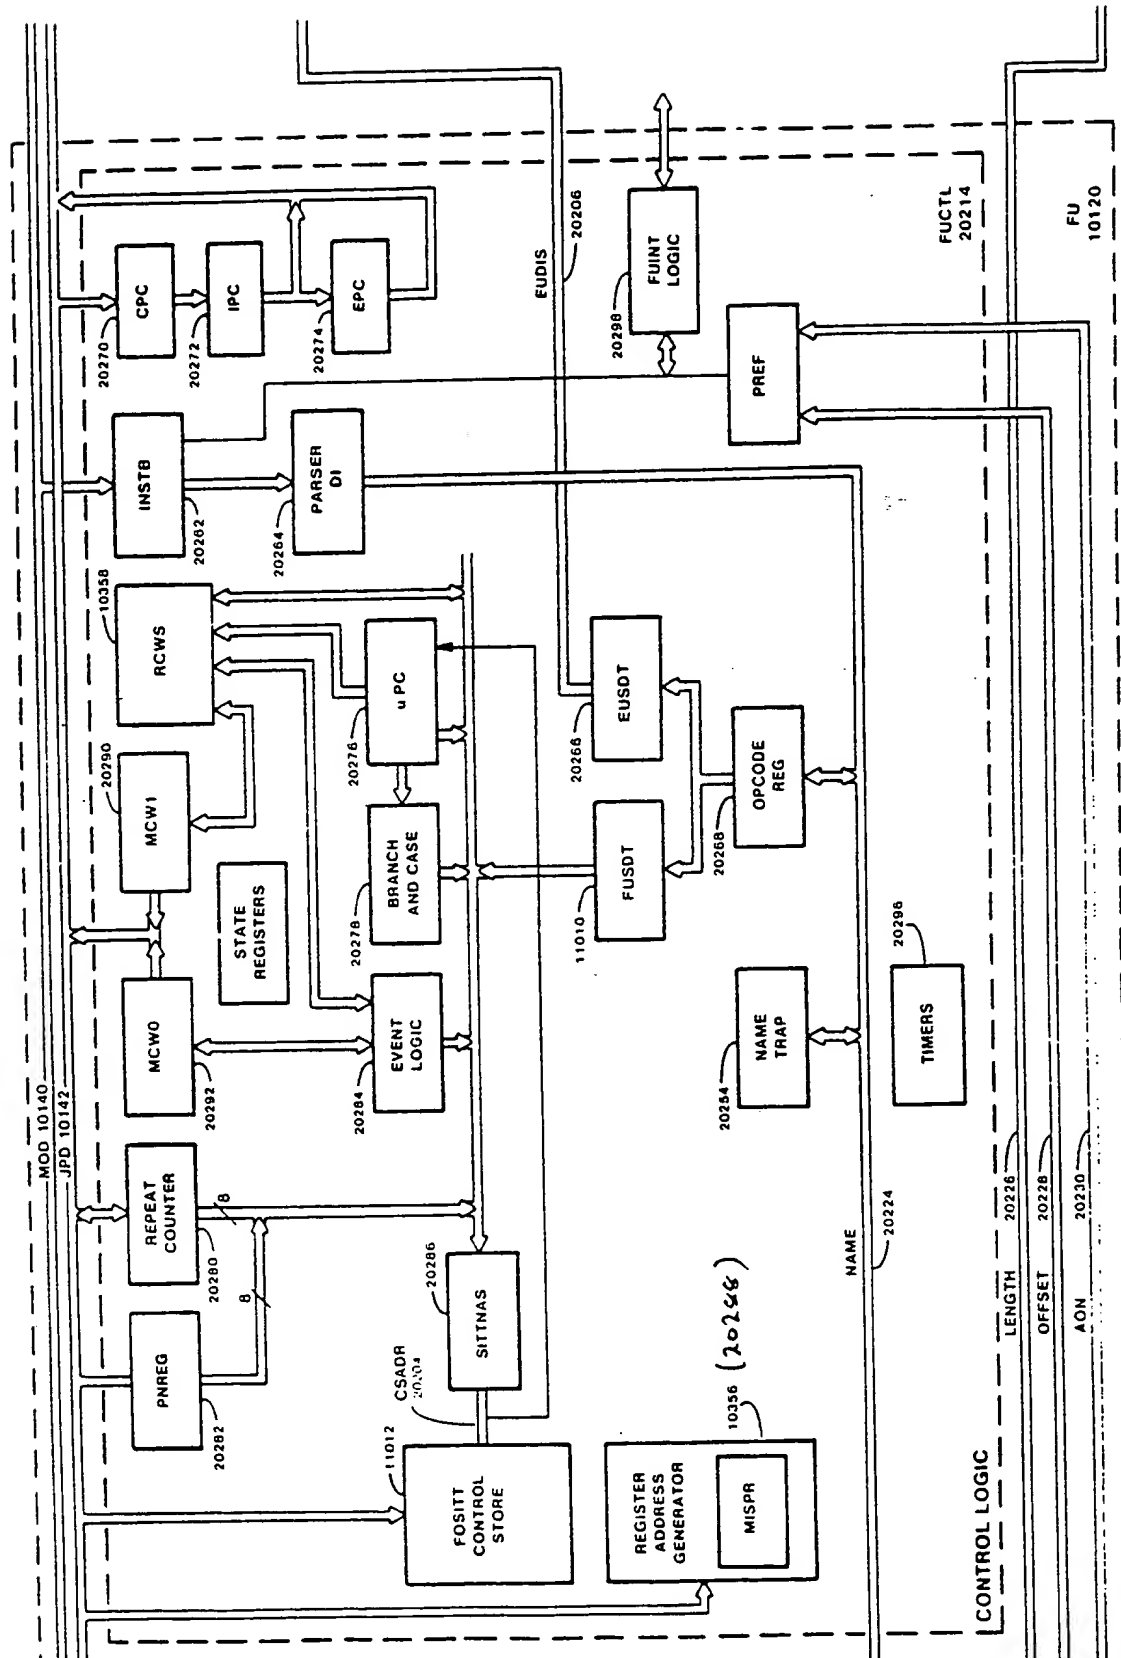 MOD 10140
JPD 10142
CPC
20270
IPC
20272
EPC
20274
INSTB
20262
PARSER
DI
20264
EUDIS
20206
FUINT
LOGIC
20298
PREF
FUCTL
20214
FU
10120
RCWS
10358
MCW1
20290
MCW0
20292
STATE
REGISTERS
u PC
20276
BRANCH
AND CASE
20278
EVENT
LOGIC
20284
EUSDT
20266
FUSDT
11010
OPCODE
REG
20268
NAME
TRAP
20254
TIMERS
20296
REPEAT
COUNTER
20280
8
PNREG
20282
8
SITTNAS
20286
CSADR
20204
FOSITT
CONTROL
STORE
11012
REGISTER
ADDRESS
GENERATOR
MISPR
10356
(20288)
NAME
20224
LENGTH
20226
OFFSET
20228
AON
20230
CONTROL LOGIC